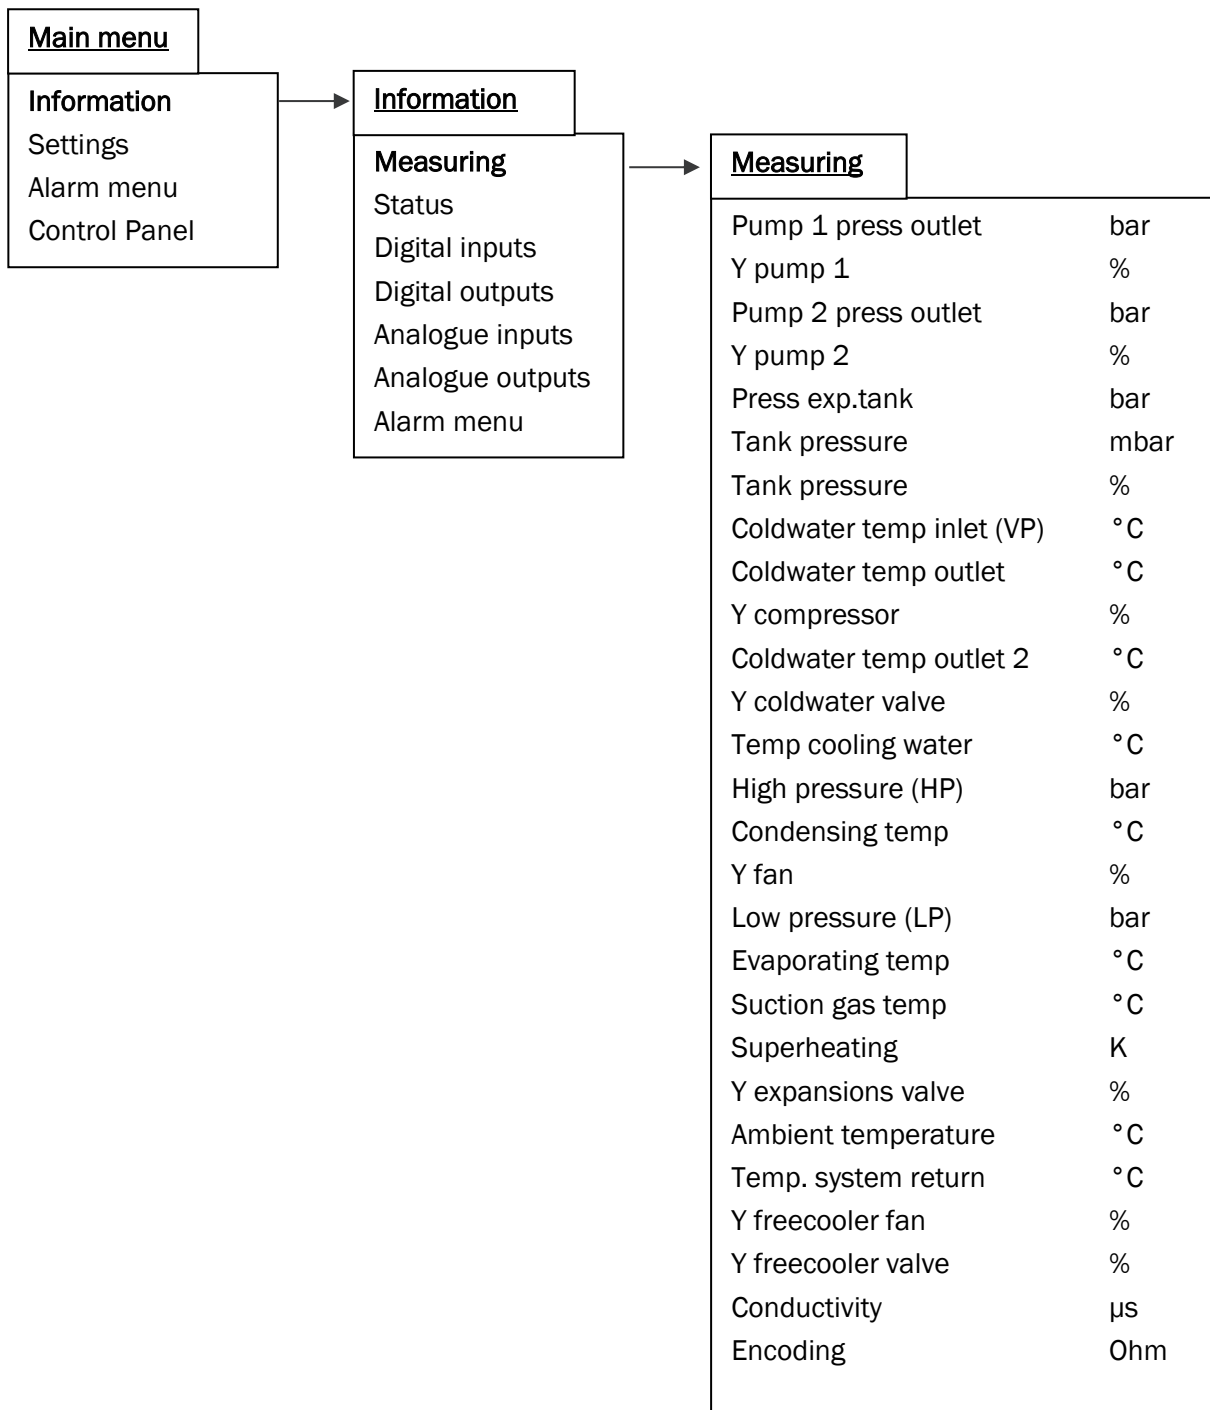 Main menu
Information
Settings
Alarm menu
Control Panel
Information
Measuring
Status
Digital inputs
Digital outputs
Analogue inputs
Analogue outputs
Alarm menu
Measuring
Pump 1 press outlet bar
Y pump 1 %
Pump 2 press outlet bar
Y pump 2 %
Press exp.tank bar
Tank pressure mbar
Tank pressure %
Coldwater temp inlet (VP) °C
Coldwater temp outlet °C
Y compressor %
Coldwater temp outlet 2 °C
Y coldwater valve %
Temp cooling water °C
High pressure (HP) bar
Condensing temp °C
Y fan %
Low pressure (LP) bar
Evaporating temp °C
Suction gas temp °C
Superheating K
Y expansions valve %
Ambient temperature °C
Temp. system return °C
Y freecooler fan %
Y freecooler valve %
Conductivity µs
Encoding Ohm